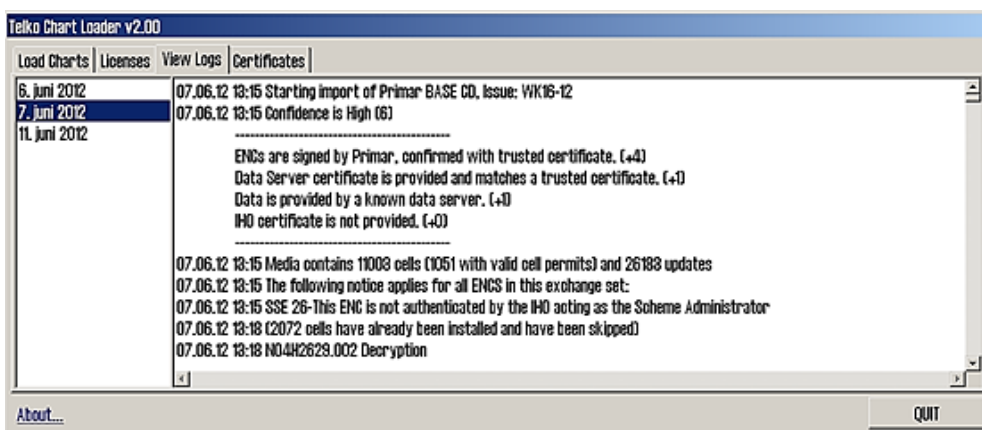 Telko Chart Loader v2.00
Load Charts Licenses View Logs Certificates
6. juni 2012
7. juni 2012
11. juni 2012
07.06.12 13:15 Starting import of Primar BASE CD, Issue: WK16-12
07.06.12 13:15 Confidence is High (6)
----------------------------------------
ENCs are signed by Primar, confirmed with trusted certificate. (+4)
Data Server certificate is provided and matches a trusted certificate. (+1)
Data is provided by a known data server. (+1)
IHO certificate is not provided. (+0)
----------------------------------------
07.06.12 13:15 Media contains 11003 cells (1051 with valid cell permits) and 26183 updates
07.06.12 13:15 The following notice applies for all ENCS in this exchange set:
07.06.12 13:15 SSE 26-This ENC is not authenticated by the IHO acting as the Scheme Administrator
07.06.12 13:18 (2072 cells have already been installed and have been skipped)
07.06.12 13:18 NO4H2629.002 Decryption
About...
QUIT